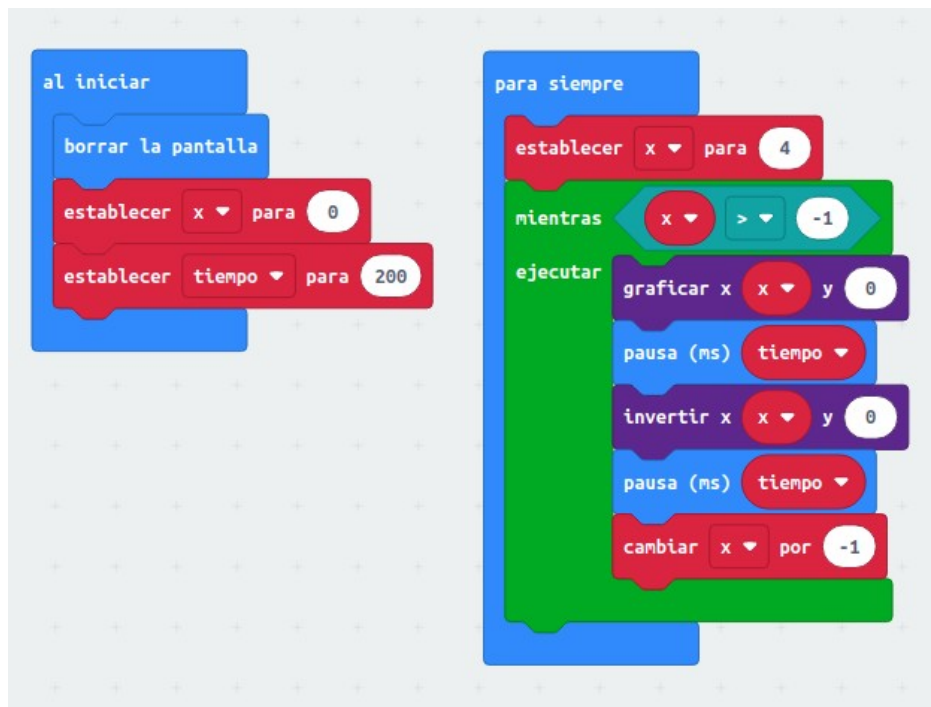 al iniciar
borrar la pantalla
establecer x para 0
establecer tiempo para 200
para siempre
establecer x para 4
mientras x > -1
ejecutar
graficar x x y 0
pausa (ms) tiempo
invertir x x y 0
pausa (ms) tiempo
cambiar x por -1